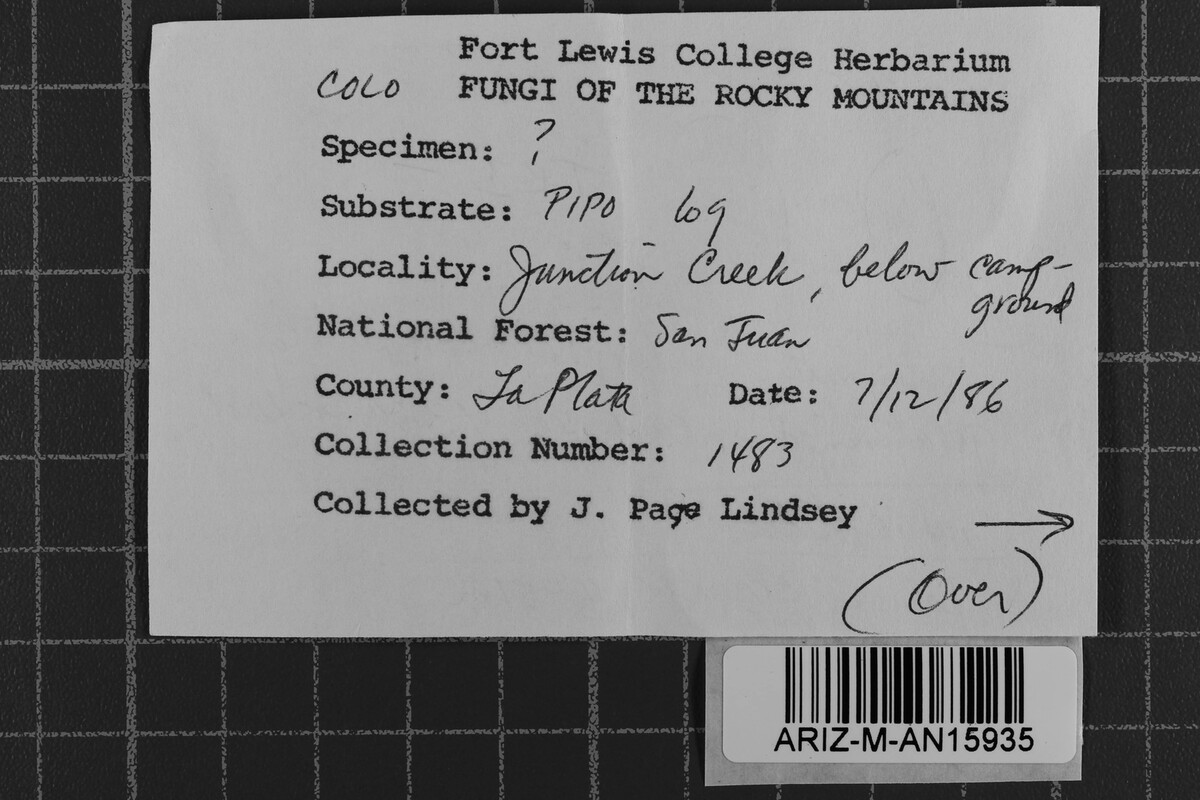 Fort Lewis College Herbarium
COLO FUNGI OF THE ROCKY MOUNTAINS
Specimen: ?
Substrate: PIPO log
Locality: Junction Creek, below camp-
ground
National Forest: San Juan
County: La Plata Date: 7/12/86
Collection Number: 1483
Collected by J. Page Lindsey
(Over)
ARIZ-M-AN15935